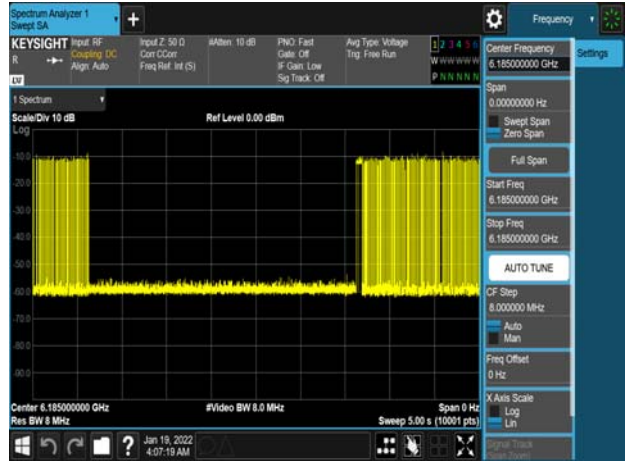 Spectrum Analyzer 1
Swept SA
Frequency
KEYSIGHT
R
LV
Input: RF
Coupling: DC
Align: Auto
Input Z: 50 Ω
Corr CCorr
Freq Ref: Int (S)
#Atten: 10 dB
PNO: Fast
Gate: Off
IF Gain: Low
Sig Track: Off
Avg Type: Voltage
Trig: Free Run
1 2 3 4 5 6
W W W W W W
P N N N N N
Center Frequency
6.185000000 GHz
Settings
Span
0.00000000 Hz
Swept Span
Zero Span
Full Span
Start Freq
6.185000000 GHz
Stop Freq
6.185000000 GHz
AUTO TUNE
CF Step
8.000000 MHz
Auto
Man
Freq Offset
0 Hz
X Axis Scale
Log
Lin
Signal Track
(Span Zoom)
1 Spectrum
Scale/Div 10 dB
Ref Level 0.00 dBm
Log
-10.0
-20.0
-30.0
-40.0
-50.0
-60.0
-70.0
-80.0
-90.0
Center 6.185000000 GHz
#Video BW 8.0 MHz
Span 0 Hz
Res BW 8 MHz
Sweep 5.00 s (10001 pts)
?
Jan 19, 2022
4:07:19 AM